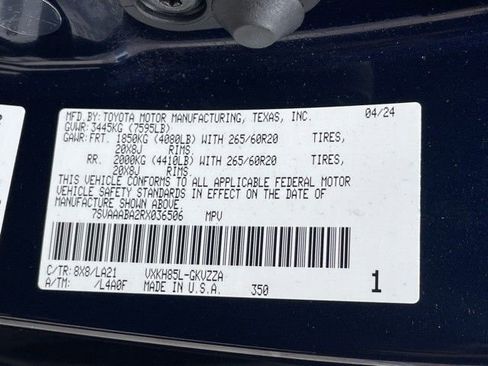 MFD.BY: TOYOTA MOTOR MANUFACTURING, TEXAS, INC. 04/24
GVWR: 3445KG (7595LB)
GAWR: FRT. 1850KG (4080LB) WITH 265/60R20 TIRES,
20X8J RIMS.
RR. 2000KG (4410LB) WITH 265/60R20 TIRES,
20X8J RIMS.
THIS VEHICLE CONFORMS TO ALL APPLICABLE FEDERAL MOTOR
VEHICLE SAFETY STANDARDS IN EFFECT ON THE DATE OF
MANUFACTURE SHOWN ABOVE.
7SVAAABA2RX036506 MPV
C/TR: 8X8/LA21 VXKH85L-GKVZZA
A/TM: /L4A0F MADE IN U.S.A. 350 1